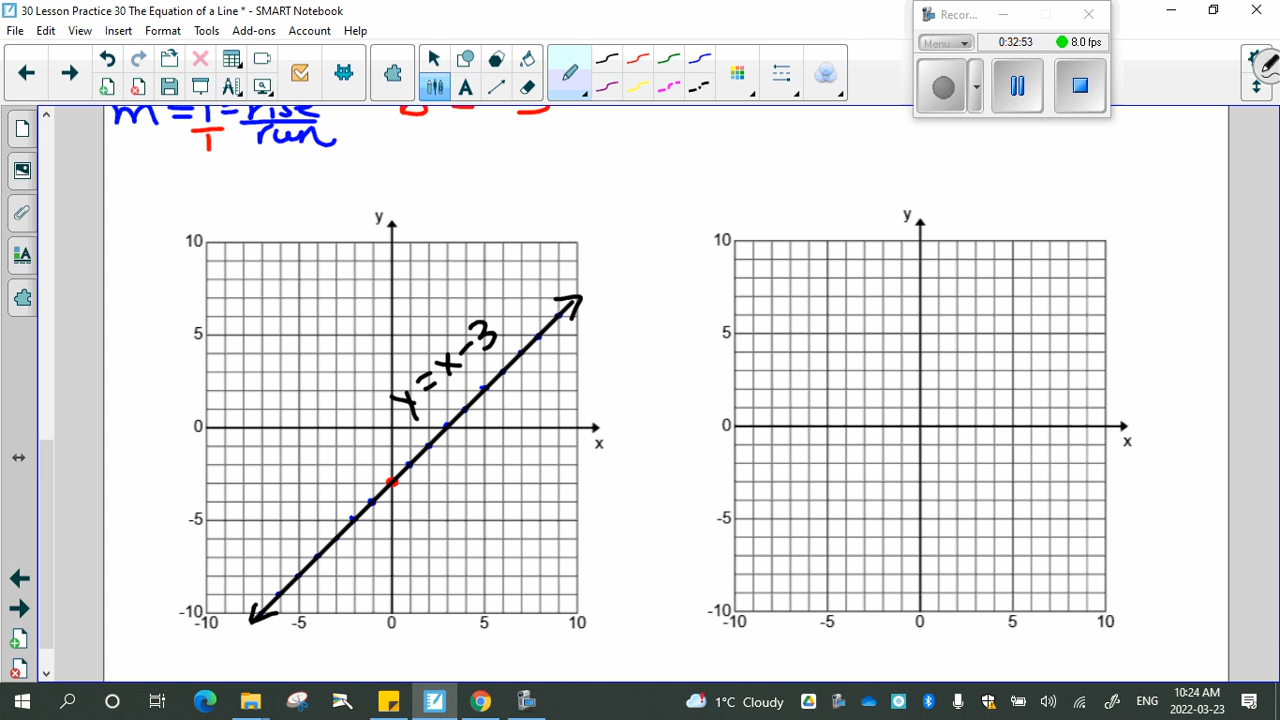 30 Lesson Practice 30 The Equation of a Line * - SMART Notebook
File Edit View Insert Format Tools Add-ons Account Help
Recor...
Menu 0:32:53 8.0 fps
m = 1 = rise
1 run
y y
10 10
y=x-3
5 5
0 0
x x
-5 -5
-10 -10
-10 -5 0 5 10 -10 -5 0 5 10
1°C Cloudy ENG 10:24 AM
2022-03-23